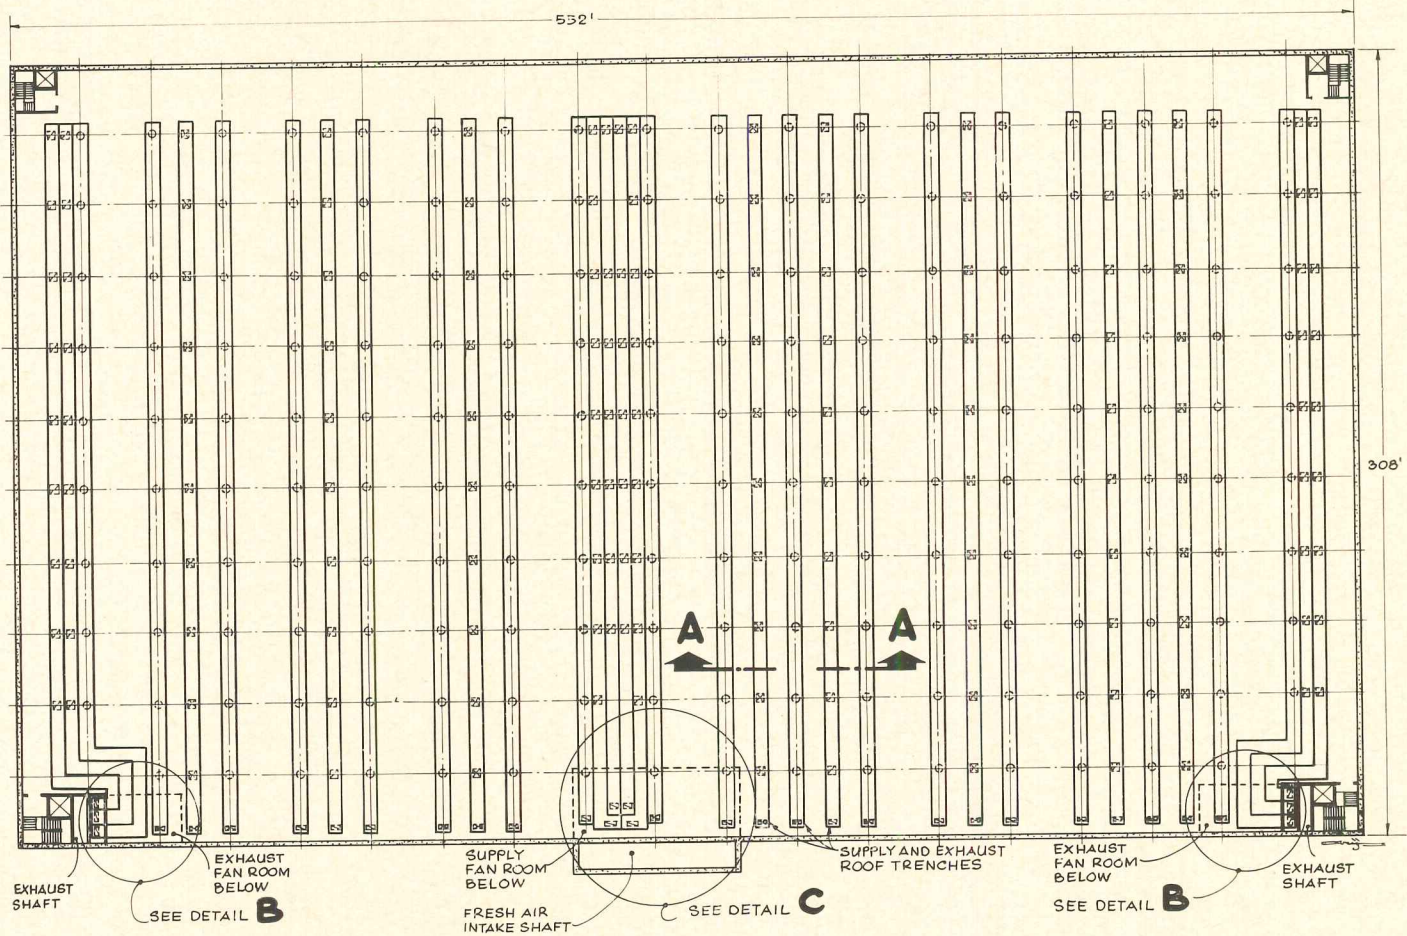 532'
308'
A
A
EXHAUST
SHAFT
EXHAUST
FAN ROOM
BELOW
SEE DETAIL B
SUPPLY
FAN ROOM
BELOW
FRESH AIR
INTAKE SHAFT
SEE DETAIL C
SUPPLY AND EXHAUST
ROOF TRENCHES
EXHAUST
FAN ROOM
BELOW
SEE DETAIL B
EXHAUST
SHAFT